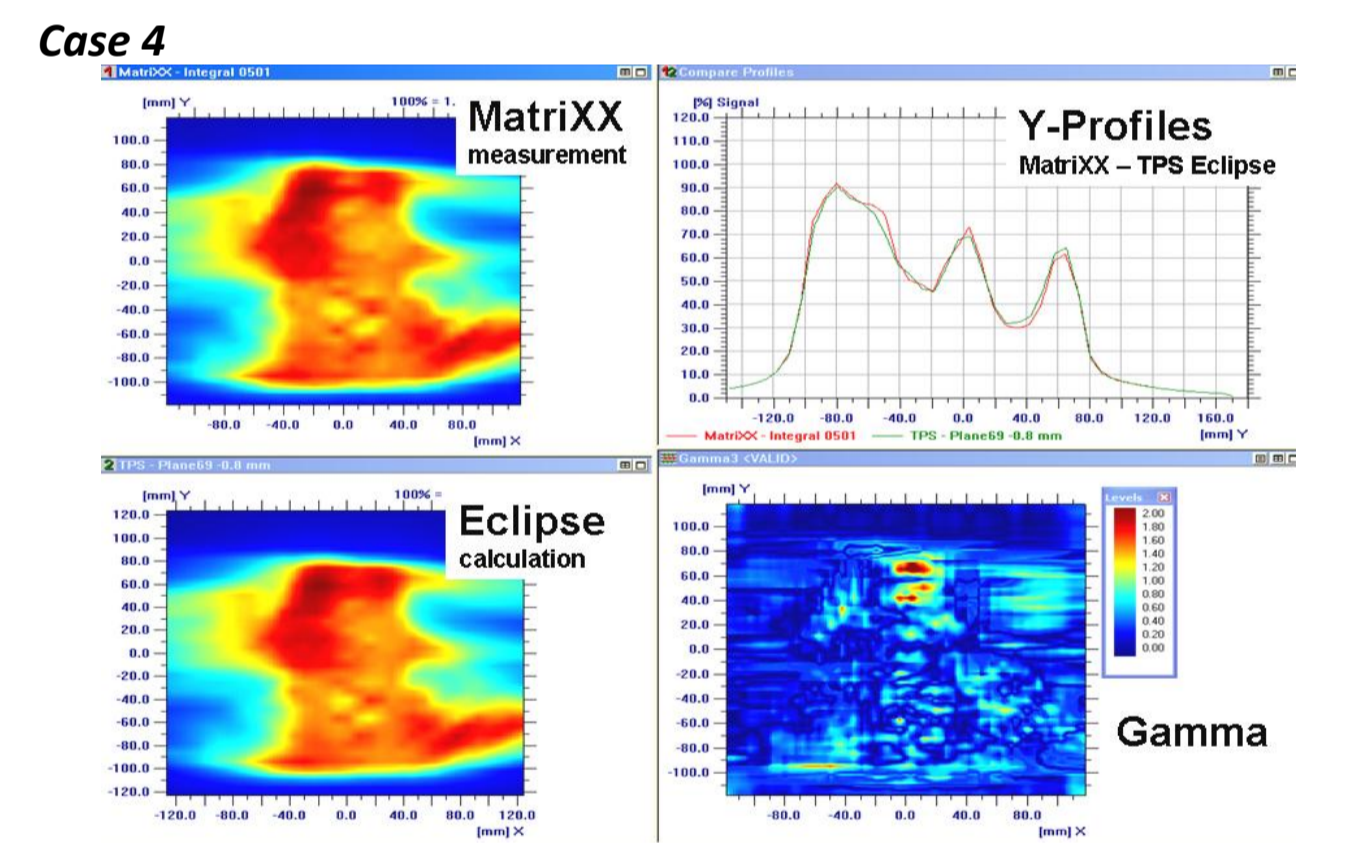 Case 4
MatriXX - Integral 0501
[mm] Y
100% = 1.
MatriXX
measurement
100.0
80.0
60.0
40.0
20.0
0.0
-20.0
-40.0
-60.0
-80.0
-100.0
-80.0 -40.0 0.0 40.0 80.0
[mm] X
Compare Profiles
[%] Signal
Y-Profiles
MatriXX – TPS Eclipse
120.0
110.0
100.0
90.0
80.0
70.0
60.0
50.0
40.0
30.0
20.0
10.0
0.0
-120.0 -80.0 -40.0 0.0 40.0 80.0 120.0 160.0
MatriXX - Integral 0501 TPS - Plane69 -0.8 mm [mm] Y
2 TPS - Plane69 -0.8 mm
[mm] Y
100% =
Eclipse
calculation
120.0
100.0
80.0
60.0
40.0
20.0
0.0
-20.0
-40.0
-60.0
-80.0
-100.0
-120.0
-120.0 -80.0 -40.0 0.0 40.0 80.0 120.0
[mm] X
Gamma3 <VALID>
[mm] Y
100.0
80.0
60.0
40.0
20.0
0.0
-20.0
-40.0
-60.0
-80.0
-100.0
-80.0 -40.0 0.0 40.0 80.0
[mm] X
Levels
2.00
1.80
1.60
1.40
1.20
1.00
0.80
0.60
0.40
0.20
0.00
Gamma